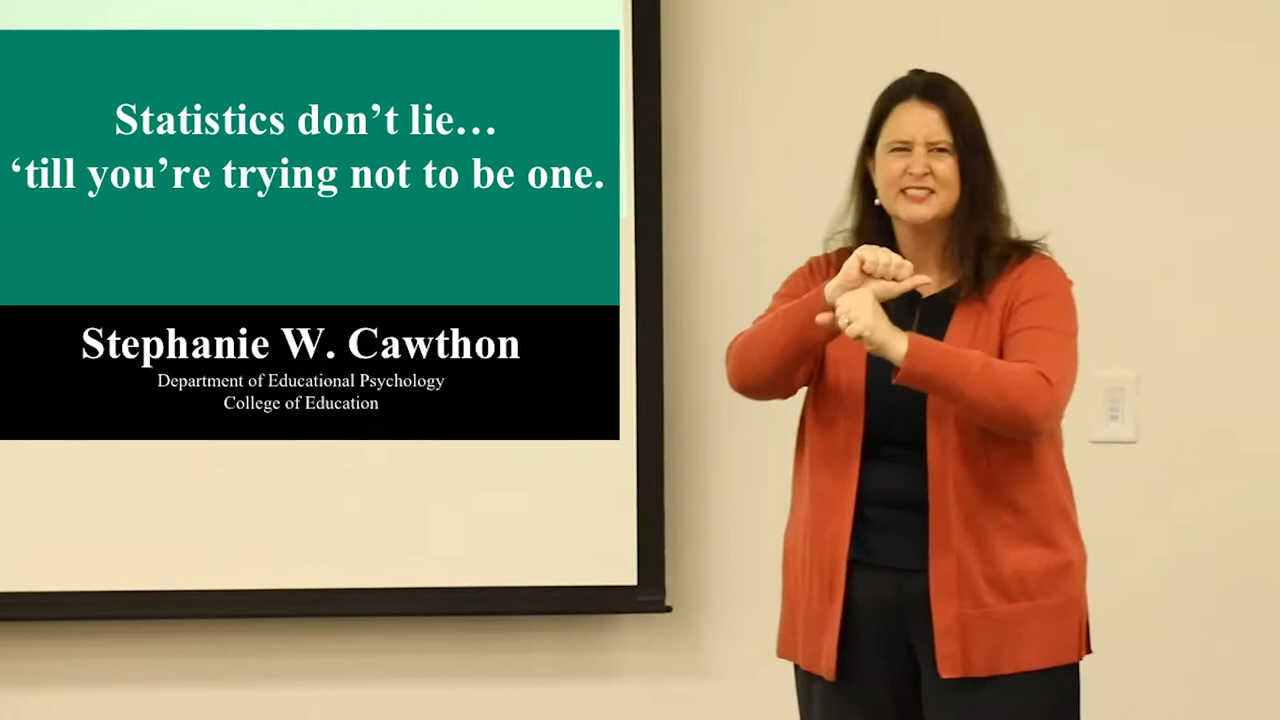 Statistics don’t lie…
‘till you’re trying not to be one.
Stephanie W. Cawthon
Department of Educational Psychology
College of Education